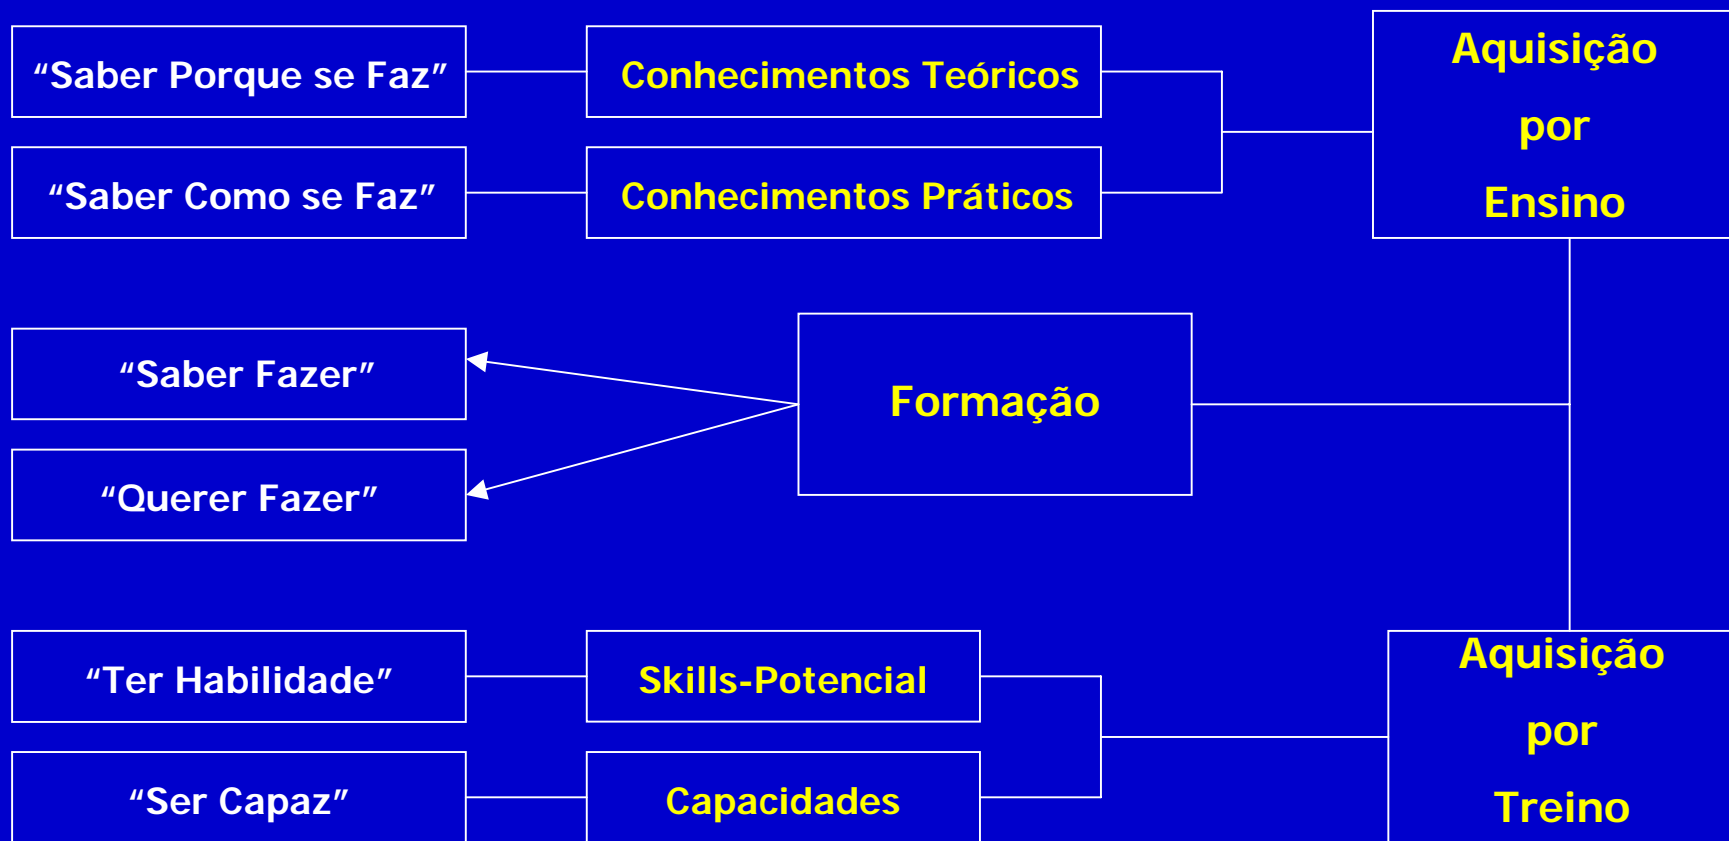 “Saber Porque se Faz”
Conhecimentos Teóricos
“Saber Como se Faz”
Conhecimentos Práticos
Aquisição
por
Ensino
“Saber Fazer”
“Querer Fazer”
Formação
“Ter Habilidade”
Skills-Potencial
“Ser Capaz”
Capacidades
Aquisição
por
Treino